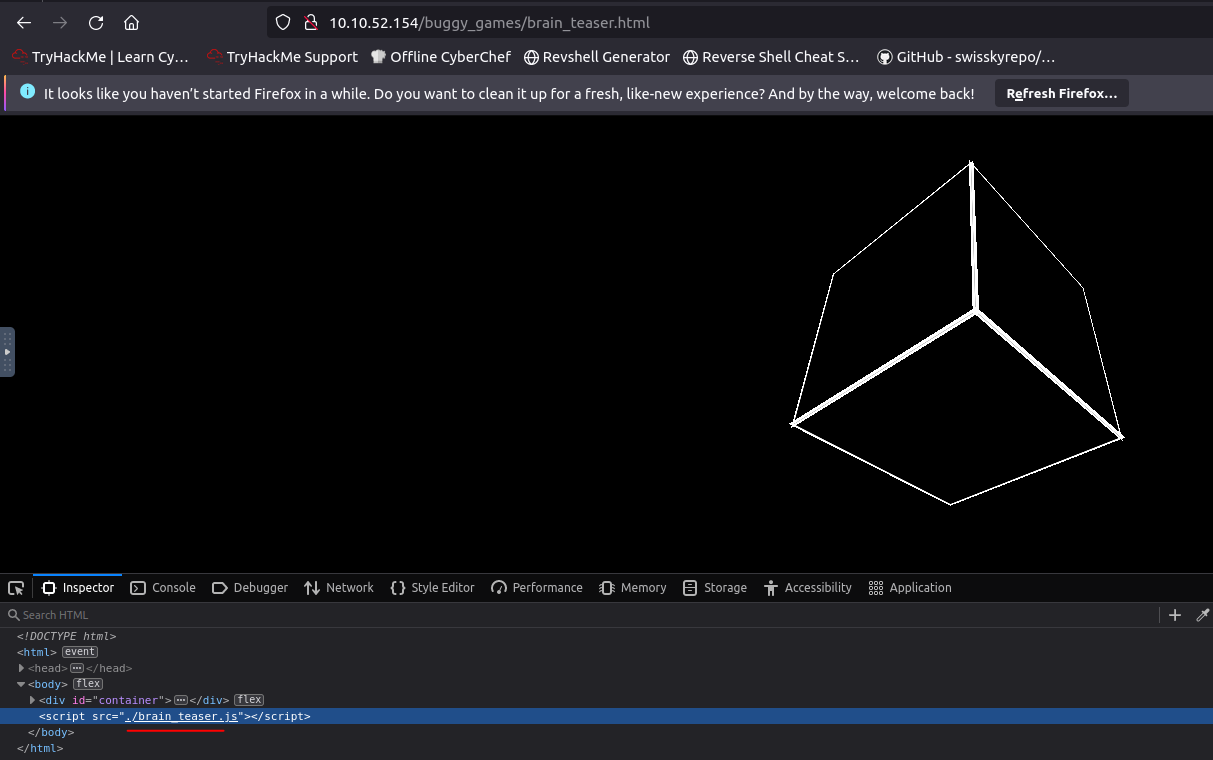 10.10.52.154/buggy_games/brain_teaser.html
TryHackMe | Learn Cy… TryHackMe Support Offline CyberChef Revshell Generator Reverse Shell Cheat S… GitHub - swisskyrepo/…
It looks like you haven’t started Firefox in a while. Do you want to clean it up for a fresh, like-new experience? And by the way, welcome back! Refresh Firefox…
Inspector Console Debugger Network Style Editor Performance Memory Storage Accessibility Application
Search HTML
<!DOCTYPE html>
<html> event
<head> ••• </head>
<body> flex
<div id="container"> ••• </div> flex
<script src="./brain_teaser.js"></script>
</body>
</html>